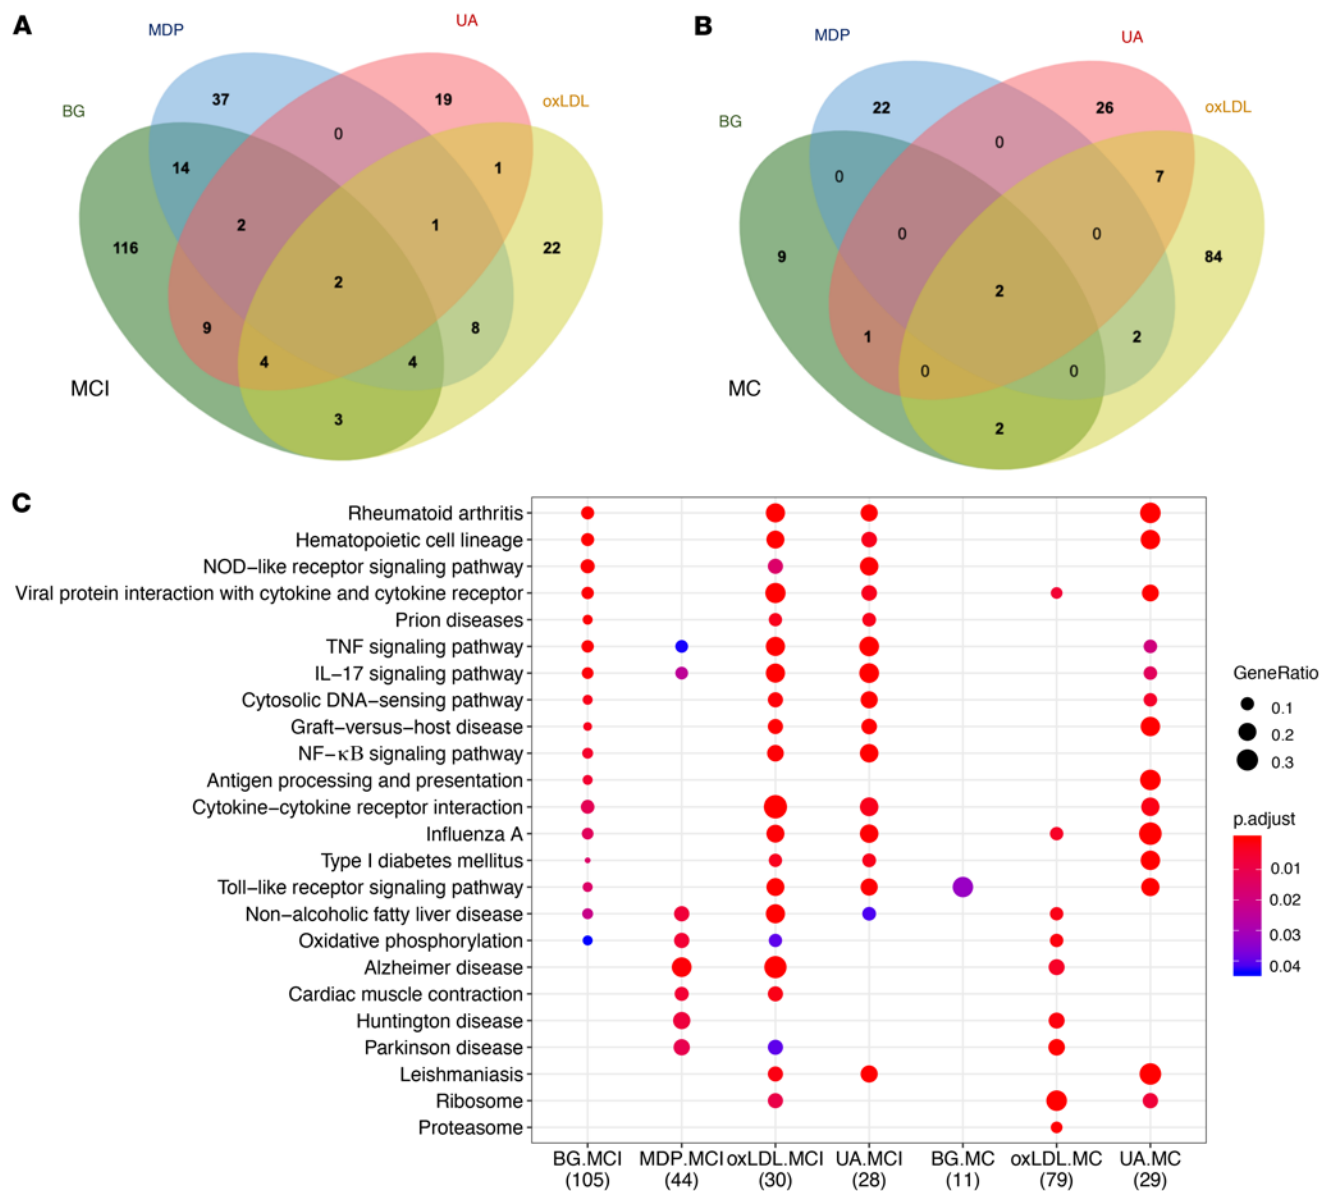 A
MDP
UA
BG
oxLDL
37
19
0
14
1
2
1
116
22
2
9
8
4
4
MCI
3
B
MDP
UA
BG
oxLDL
22
26
0
0
7
0
0
9
84
2
1
2
0
0
MC
2
C
Rheumatoid arthritis
Hematopoietic cell lineage
NOD−like receptor signaling pathway
Viral protein interaction with cytokine and cytokine receptor
Prion diseases
TNF signaling pathway
IL−17 signaling pathway
Cytosolic DNA−sensing pathway
Graft−versus−host disease
NF−κB signaling pathway
Antigen processing and presentation
Cytokine−cytokine receptor interaction
Influenza A
Type I diabetes mellitus
Toll−like receptor signaling pathway
Non−alcoholic fatty liver disease
Oxidative phosphorylation
Alzheimer disease
Cardiac muscle contraction
Huntington disease
Parkinson disease
Leishmaniasis
Ribosome
Proteasome
BG.MCI MDP.MCI oxLDL.MCI UA.MCI BG.MC oxLDL.MC UA.MC
(105) (44) (30) (28) (11) (79) (29)
GeneRatio
0.1
0.2
0.3
p.adjust
0.01
0.02
0.03
0.04